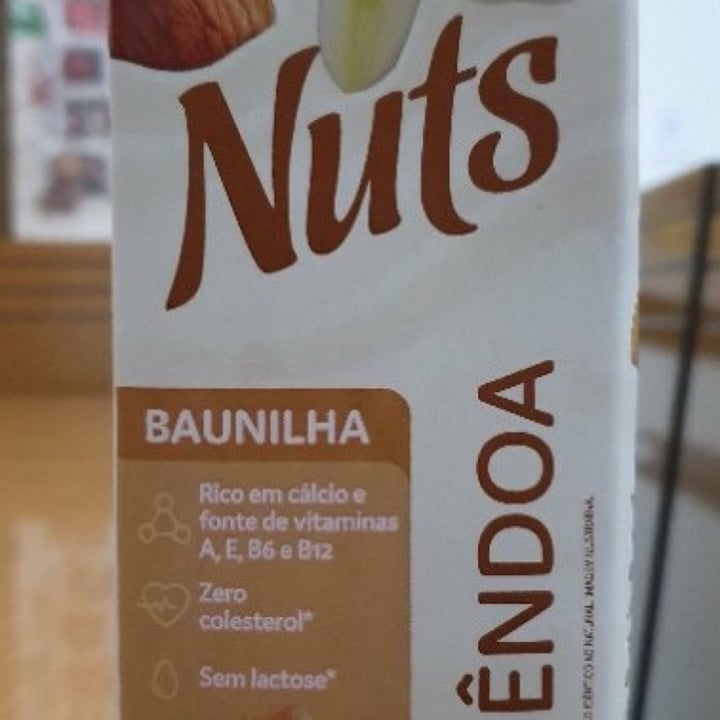 Nuts
BAUNILHA
Rico em cálcio e
fonte de vitaminas
A, E, B6 e B12
Zero
colesterol*
Sem lactose*
ÊNDOA